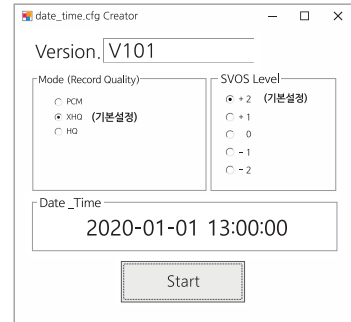 date_time.cfg Creator
Version. V101
Mode (Record Quality)
PCM
XHQ (기본설정)
HQ
SVOS Level
+ 2 (기본설정)
+ 1
0
- 1
- 2
Date _Time
2020-01-01 13:00:00
Start